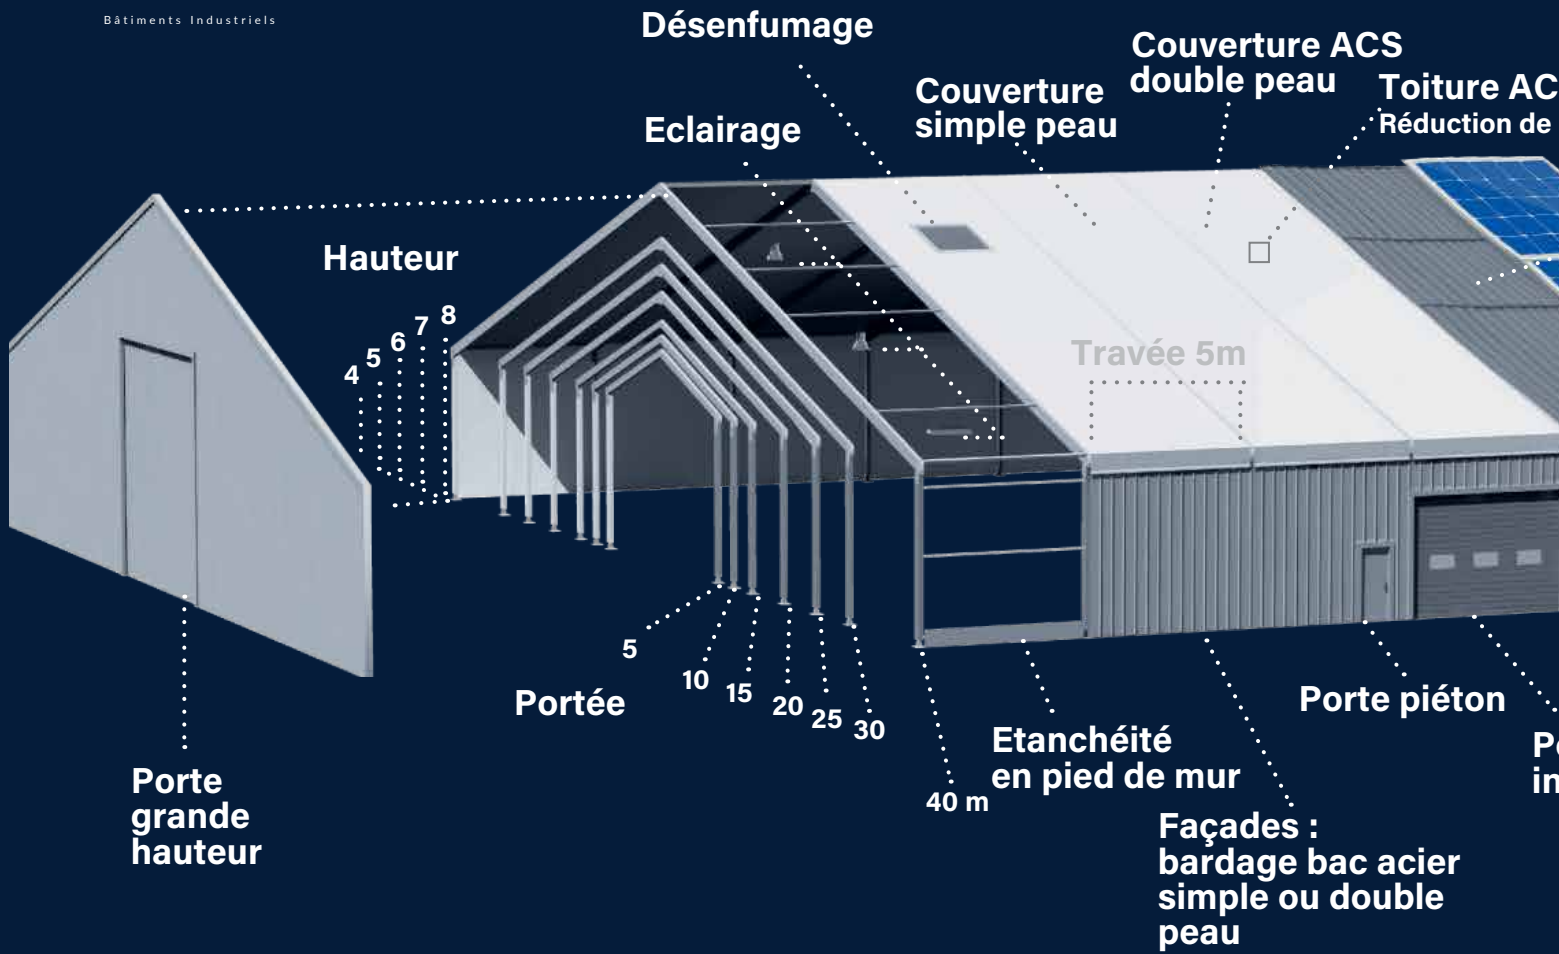 Bâtiments Industriels
Désenfumage
Couverture ACS
double peau
Couverture
simple peau
Toiture AC
Réduction de
Eclairage
Hauteur
8
7
6
5
4
Travée 5m
5
10
15
20
25
30
40 m
Portée
Porte piéton
Etanchéité
en pied de mur
Porte
grande
hauteur
Façades :
bardage bac acier
simple ou double
peau